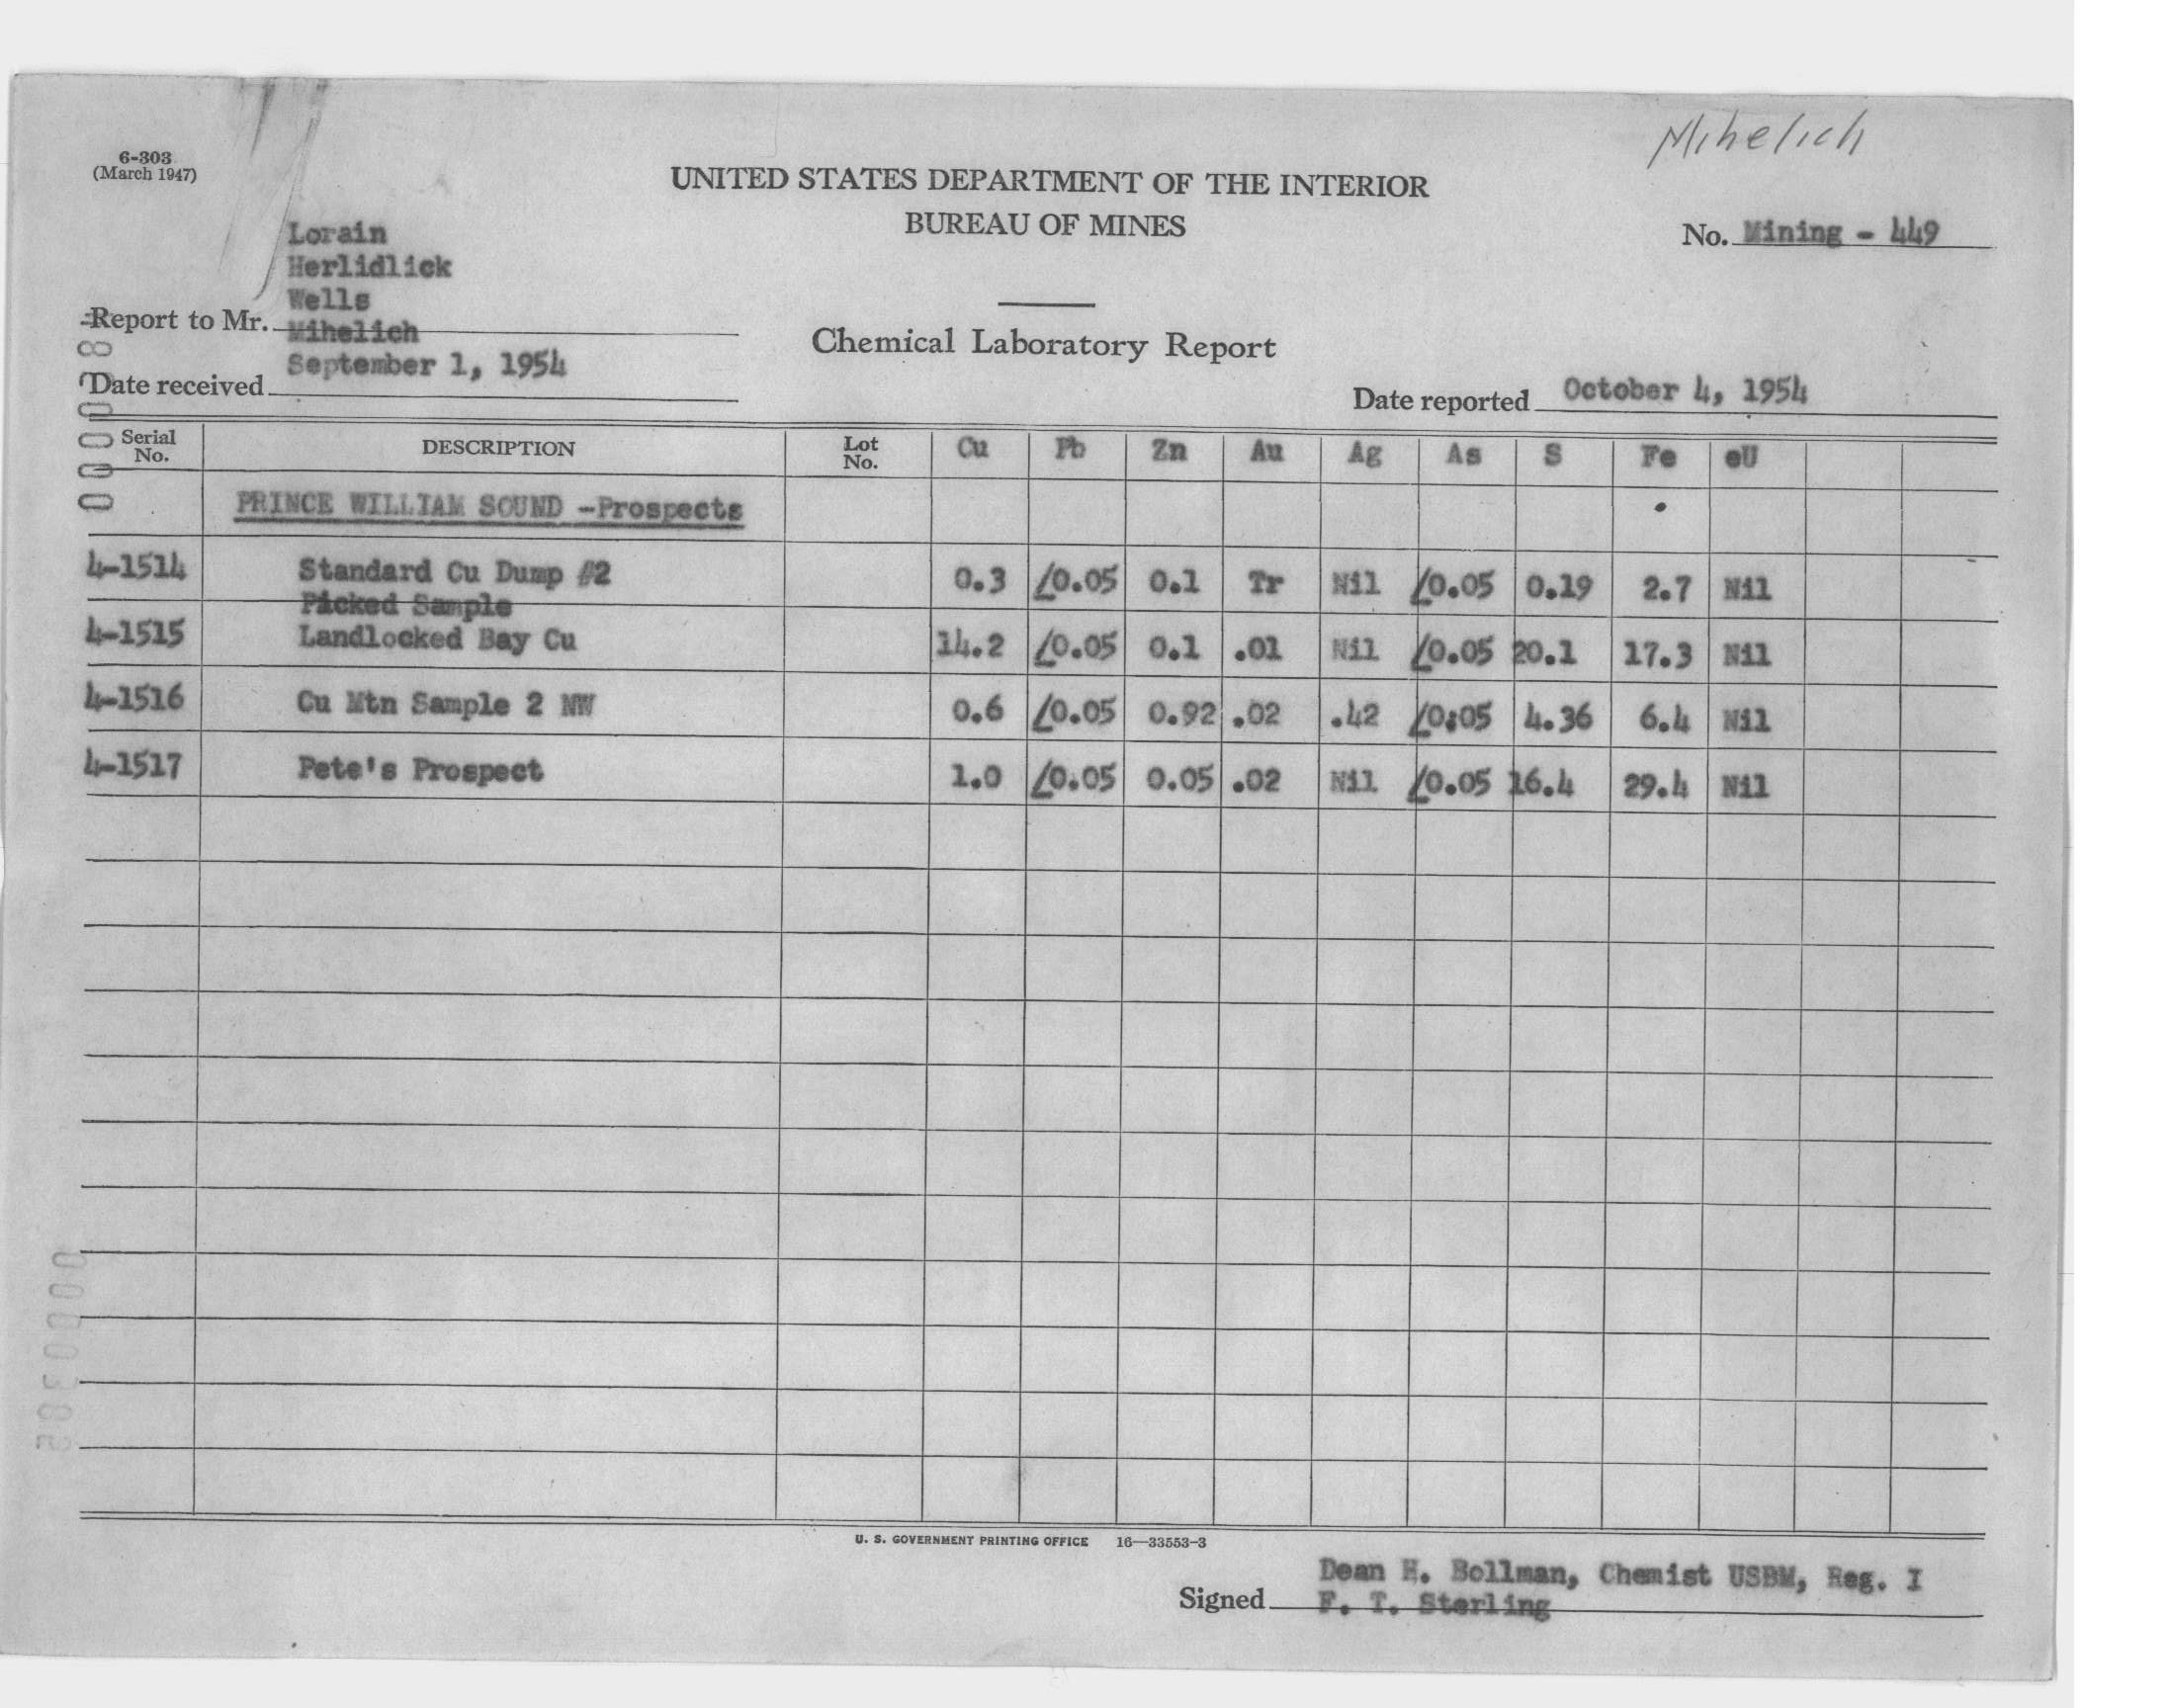 Mihelich
6-303
(March 1947)
UNITED STATES DEPARTMENT OF THE INTERIOR
BUREAU OF MINES
No. Mining - 449
Lorain
Herlidlick
Wells
Report to Mr. Mihelich
Chemical Laboratory Report
September 1, 1954
Date received
Date reported October 4, 1954
Serial No. DESCRIPTION Lot No. Cu Pb Zn Au Ag As S Fe eU
PRINCE WILLIAM SOUND -Prospects
4-1514 Standard Cu Dump #2 0.3 /0.05 0.1 Tr Nil /0.05 0.19 2.7 Nil
Picked Sample
4-1515 Landlocked Bay Cu 14.2 /0.05 0.1 .01 Nil /0.05 20.1 17.3 Nil
4-1516 Cu Mtn Sample 2 NW 0.6 /0.05 0.92 .02 .42 /0:05 4.36 6.4 Nil
4-1517 Pete's Prospect 1.0 /0.05 0.05 .02 Nil /0.05 16.4 29.4 Nil
U. S. GOVERNMENT PRINTING OFFICE 16—33553-3
Dean H. Bollman, Chemist USBM, Reg. I
Signed F. T. Sterling